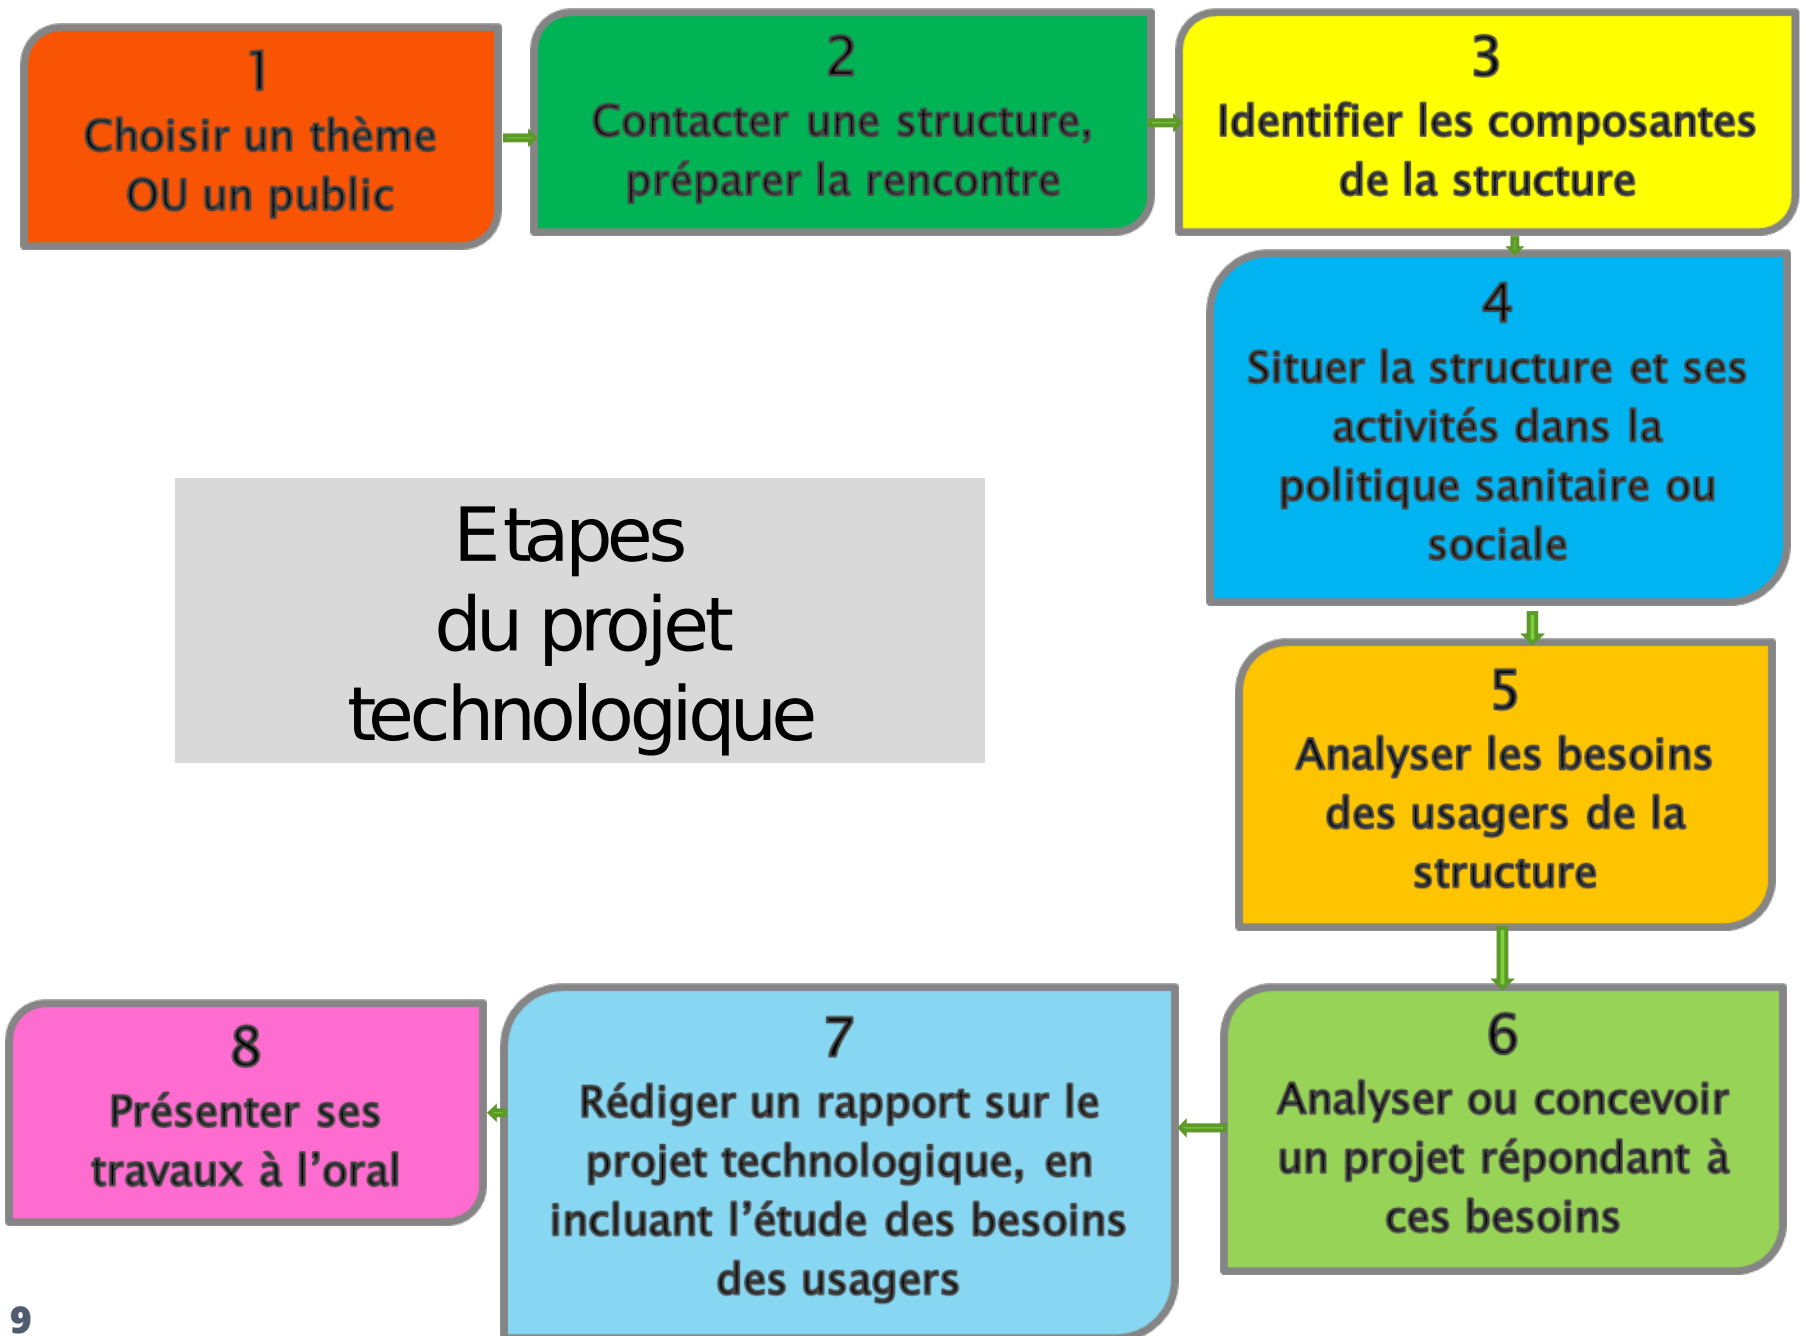 1
Choisir un thème
OU un public
2
Contacter une structure,
préparer la rencontre
3
Identifier les composantes
de la structure
4
Situer la structure et ses
activités dans la
politique sanitaire ou
sociale
Etapes
du projet
technologique
5
Analyser les besoins
des usagers de la
structure
6
Analyser ou concevoir
un projet répondant à
ces besoins
7
Rédiger un rapport sur le
projet technologique, en
incluant l’étude des besoins
des usagers
8
Présenter ses
travaux à l’oral
9